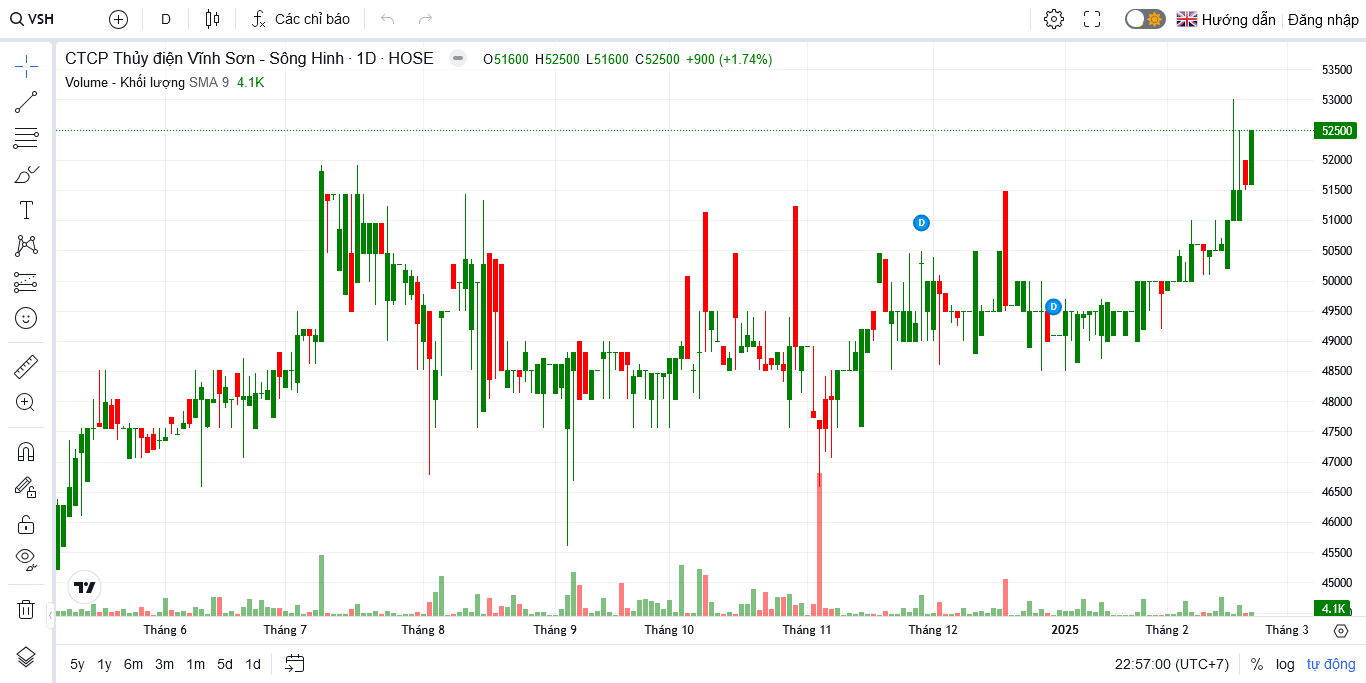 VSH D Các chỉ báo Hướng dẫn Đăng nhập
CTCP Thủy điện Vĩnh Sơn - Sông Hinh · 1D · HOSE O51600 H52500 L51600 C52500 +900 (+1.74%)
Volume - Khối lượng SMA 9 4.1K
53500
53000
52500
52000
51500
51000
50500
50000
49500
49000
48500
48000
47500
47000
46500
46000
45500
45000
4.1K
D
D
Tháng 6 Tháng 7 Tháng 8 Tháng 9 Tháng 10 Tháng 11 Tháng 12 2025 Tháng 2 Tháng 3
5y 1y 6m 3m 1m 5d 1d 22:57:00 (UTC+7) % log tự động